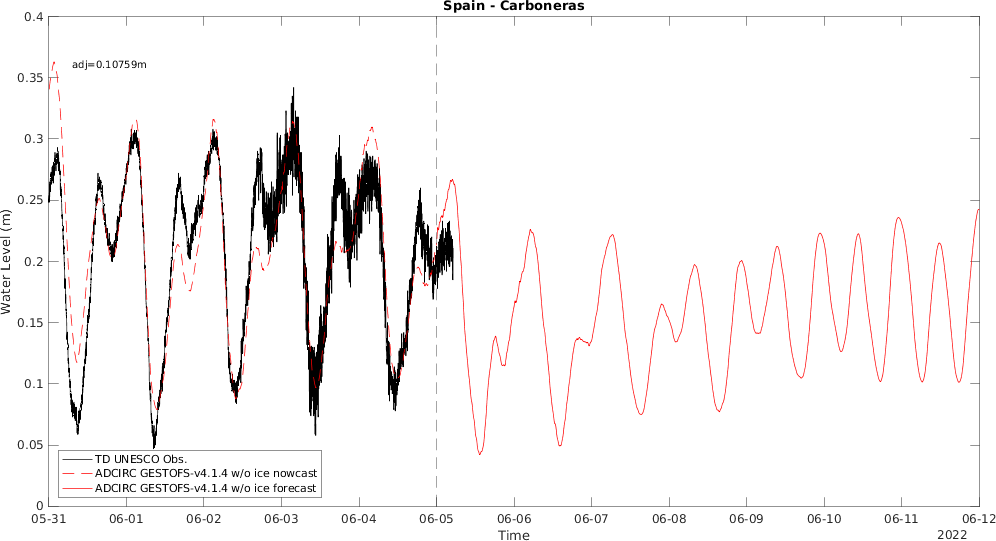 Spain - Carboneras
0.4
adj=0.10759m
0.35
0.3
0.25
0.2
0.15
0.1
0.05
0
Water Level (m)
TD UNESCO Obs.
ADCIRC GESTOFS-v4.1.4 w/o ice nowcast
ADCIRC GESTOFS-v4.1.4 w/o ice forecast
05-31 06-01 06-02 06-03 06-04 06-05 06-06 06-07 06-08 06-09 06-10 06-11 06-12
Time
2022